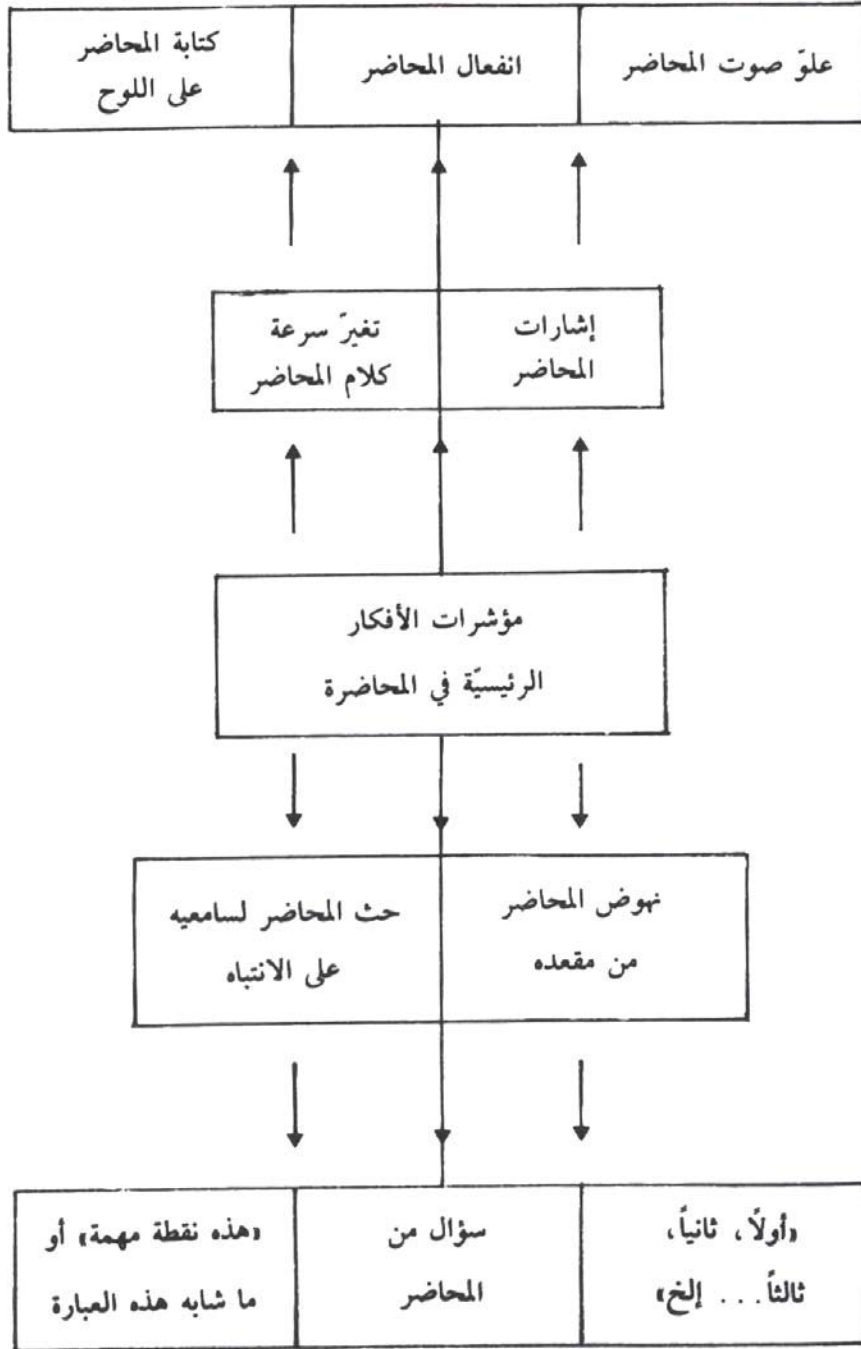 علوّ صوت المحاضر
انفعال المحاضر
كتابة المحاضر
على اللوح
إشارات
المحاضر
تغيرّ سرعة
كلام المحاضر
مؤشرات الأفكار
الرئيسيّة في المحاضرة
نهوض المحاضر
من مقعده
حث المحاضر لسامعيه
على الانتباه
«أولاً، ثانياً،
ثالثاً... إلخ»
سؤال من
المحاضر
«هذه نقطة مهمة» أو
ما شابه هذه العبارة